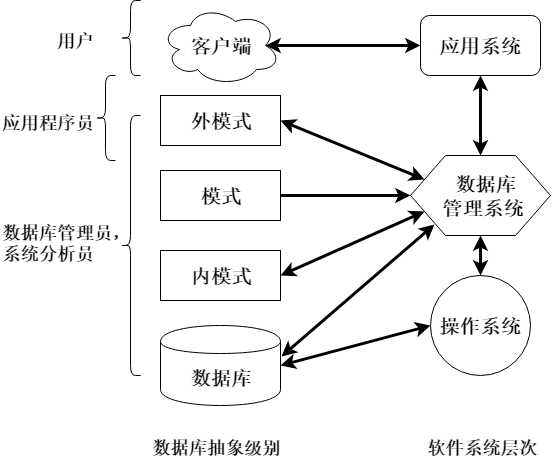 用户
客户端
应用系统
应用程序员
外模式
模式
数据库
管理系统
数据库管理员，
系统分析员
内模式
操作系统
数据库
数据库抽象级别
软件系统层次